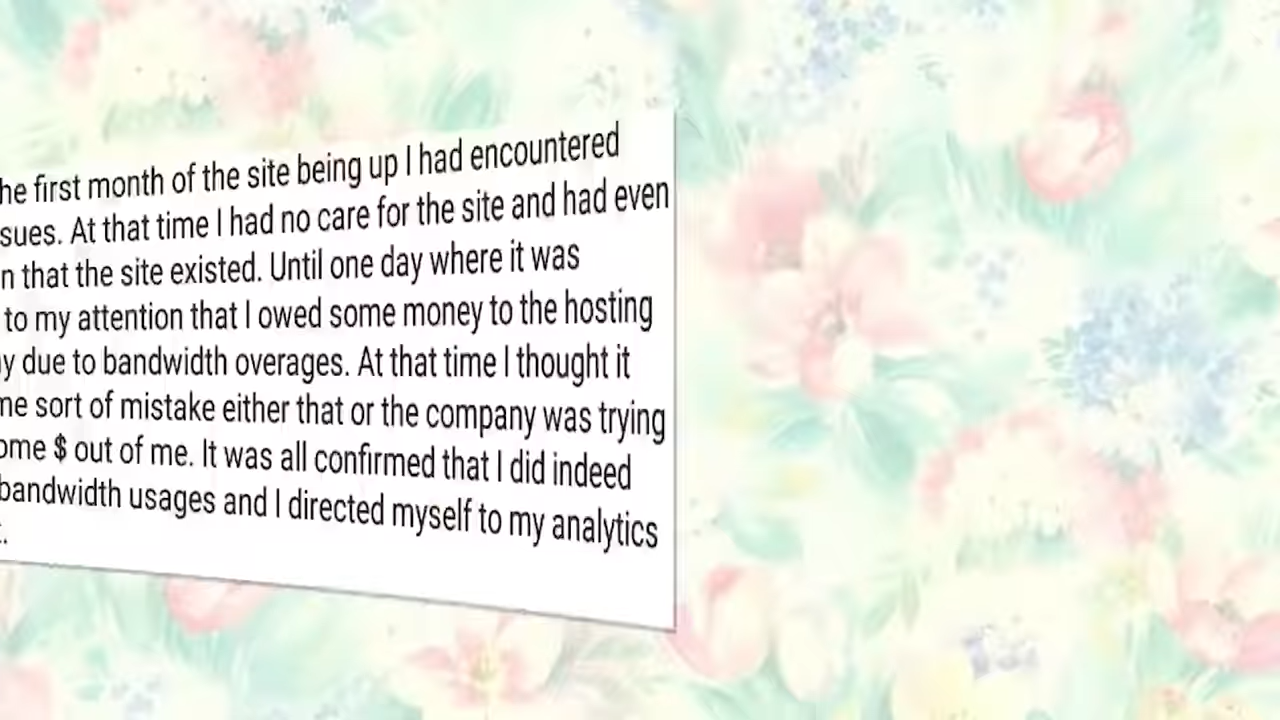 first month of the site being up I had encountered
At that time I had no care for the site and had even
that the site existed. Until one day where it was
to my attention that I owed some money to the hosting
due to bandwidth overages. At that time I thought it
sort of mistake either that or the company was trying
$ out of me. It was all confirmed that I did indeed
bandwidth usages and I directed myself to my analytics